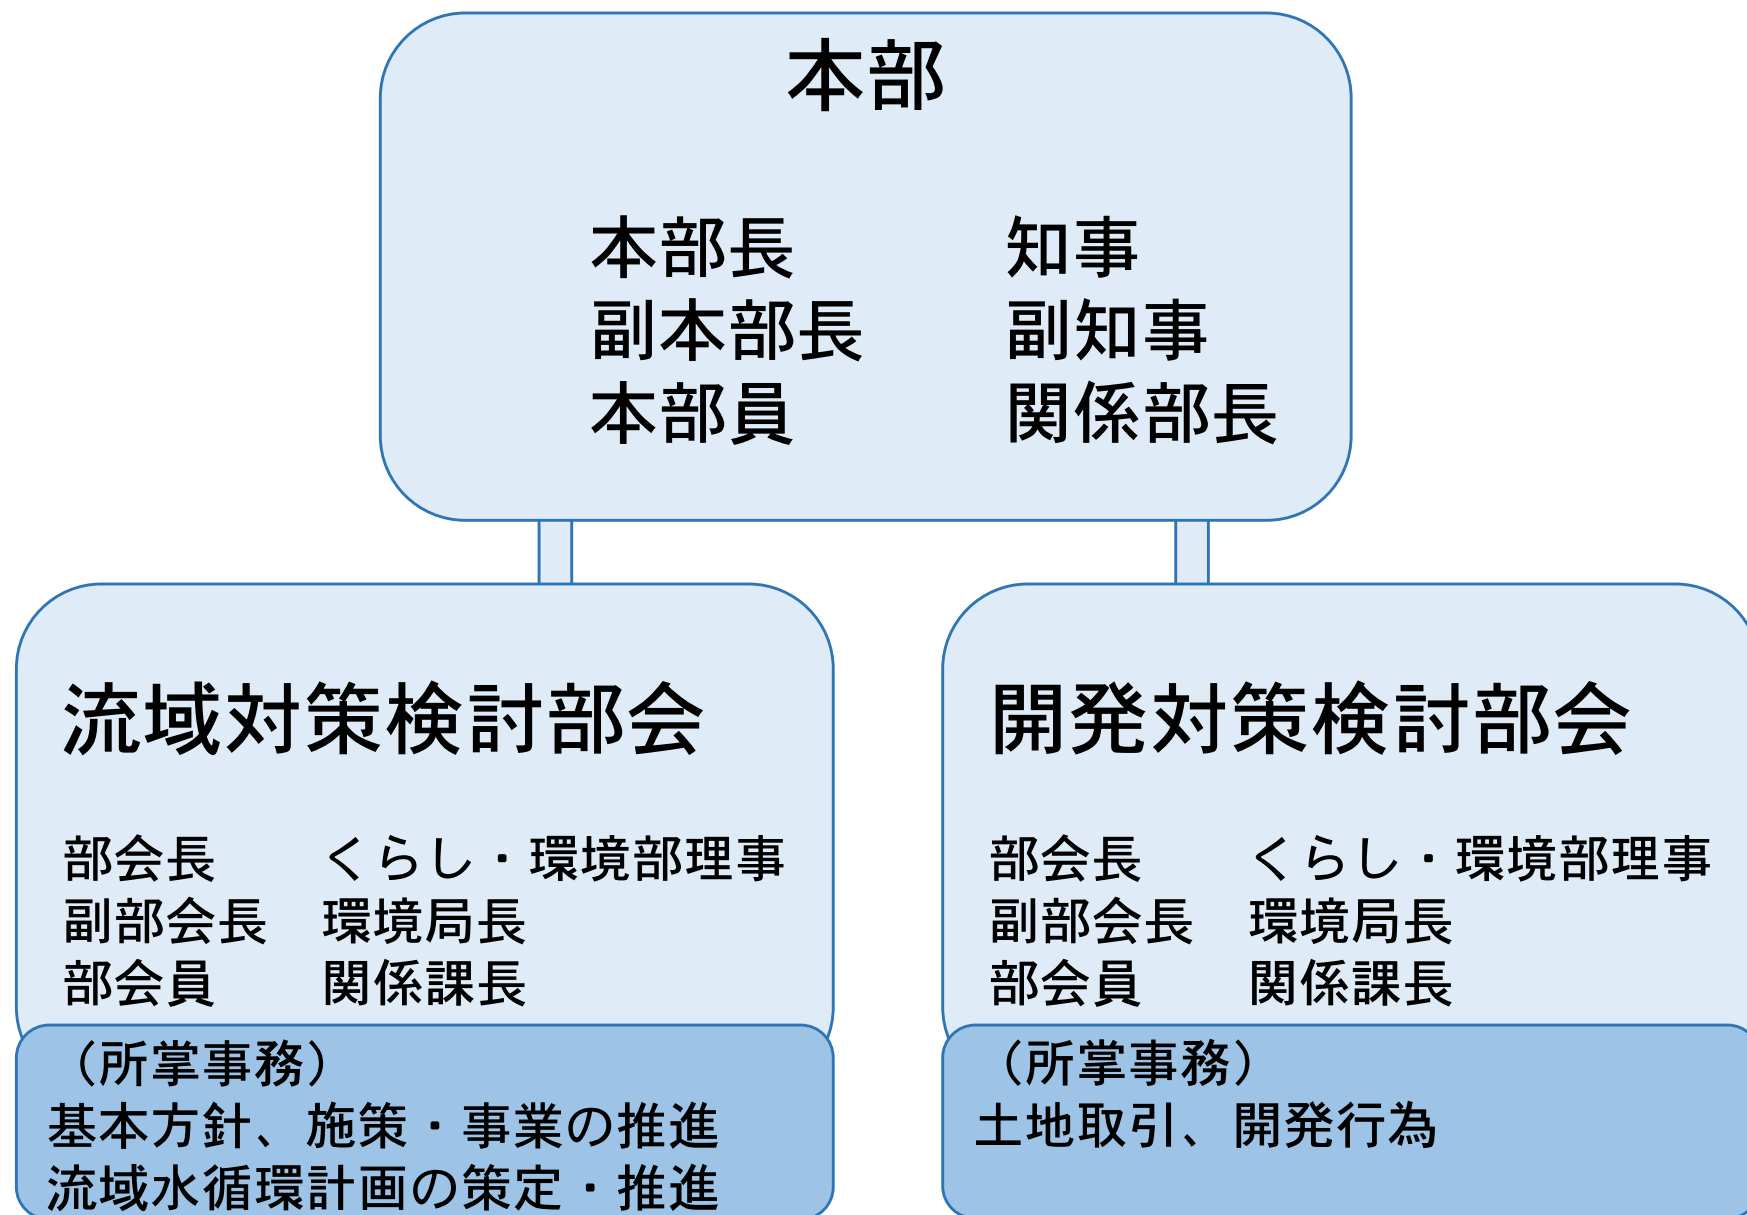 本部
本部長 知事
副本部長 副知事
本部員 関係部長
流域対策検討部会
部会長 くらし・環境部理事
副部会長 環境局長
部会員 関係課長
（所掌事務）
基本方針、施策・事業の推進
流域水循環計画の策定・推進
開発対策検討部会
部会長 くらし・環境部理事
副部会長 環境局長
部会員 関係課長
（所掌事務）
土地取引、開発行為